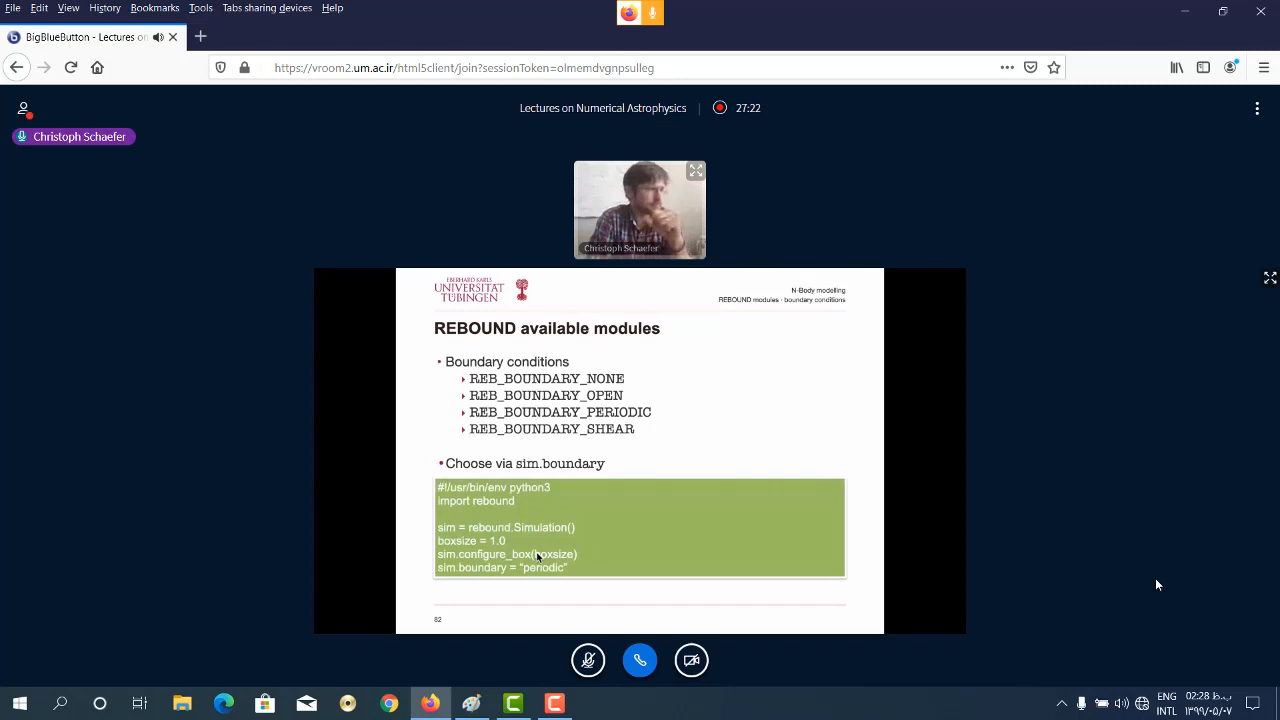 File Edit View History Bookmarks Tools Tabs Help
BigBlueButton - Lectures on
https://vroom2.um.ac.ir/html5client/join?sessionToken=olmemdvgnpsulleg
Lectures on Numerical Astrophysics
27:22
Christoph Schaefer
Christoph Schaefer
EBERHARD KARLS
UNIVERSITÄT
TÜBINGEN
N-Body modelling
REBOUND modules - boundary conditions
REBOUND available modules
• Boundary conditions
REB_BOUNDARY_NONE
REB_BOUNDARY_OPEN
REB_BOUNDARY_PERIODIC
REB_BOUNDARY_SHEAR
• Choose via sim.boundary
#!/usr/bin/env python3
import rebound
sim = rebound.Simulation()
boxsize = 1.0
sim.configure_box(boxsize)
sim.boundary = “periodic”
82
ENG
INTL
02:28 ب.ظ
۱۳۹۹/۰۵/۰۷